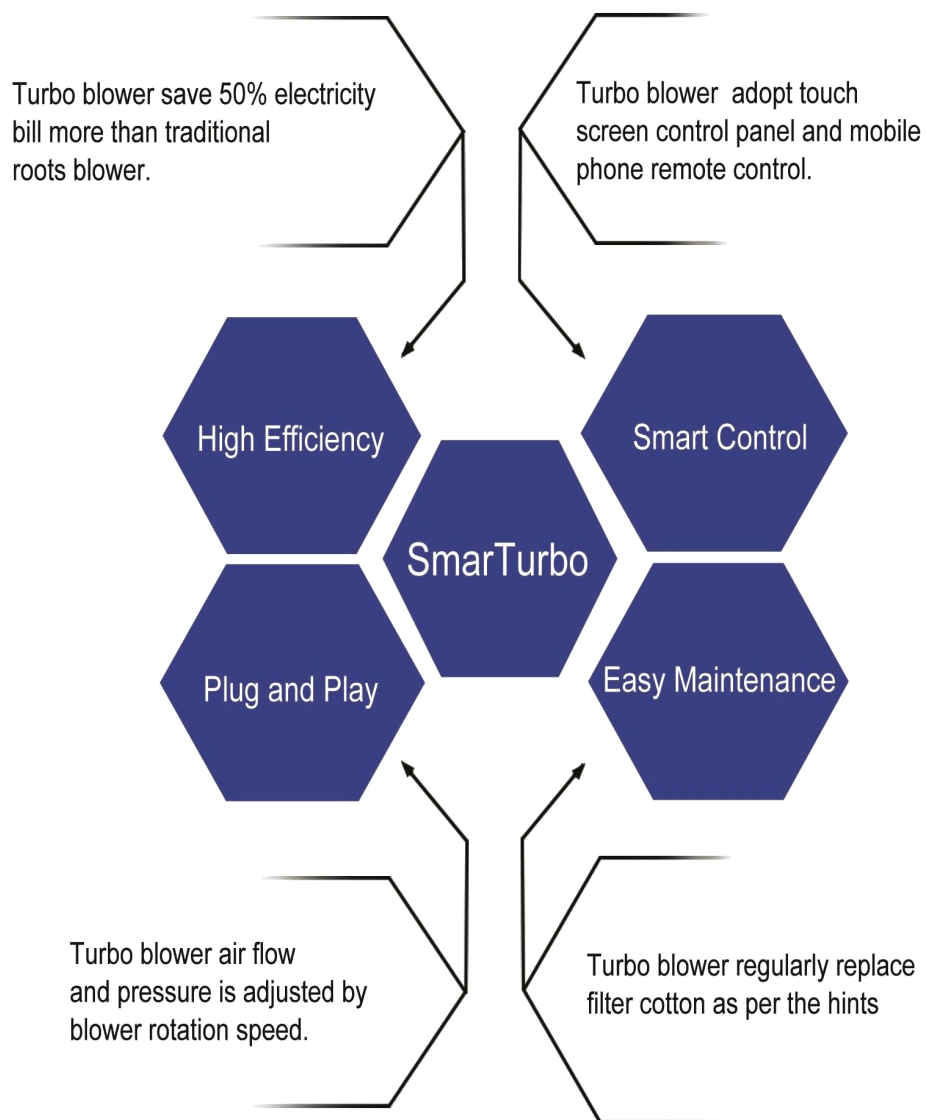 Turbo blower save 50% electricity
bill more than traditional
roots blower.
Turbo blower adopt touch
screen control panel and mobile
phone remote control.
High Efficiency
Smart Control
SmarTurbo
Plug and Play
Easy Maintenance
Turbo blower air flow
and pressure is adjusted by
blower rotation speed.
Turbo blower regularly replace
filter cotton as per the hints